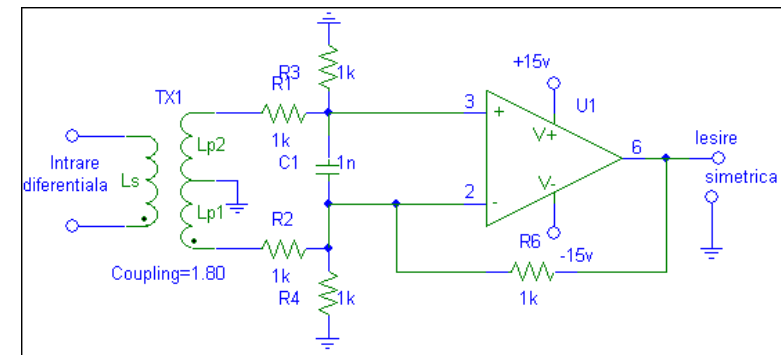 R3
1k
R1
1k
TX1
Lp2
Intrare
diferentiala
Ls
Lp1
Coupling=1.80
C1
1n
R2
1k
R4
1k
3
+
2
-
+15v
U1
V+
V-
6
R6
-15v
1k
Iesire
simetrica